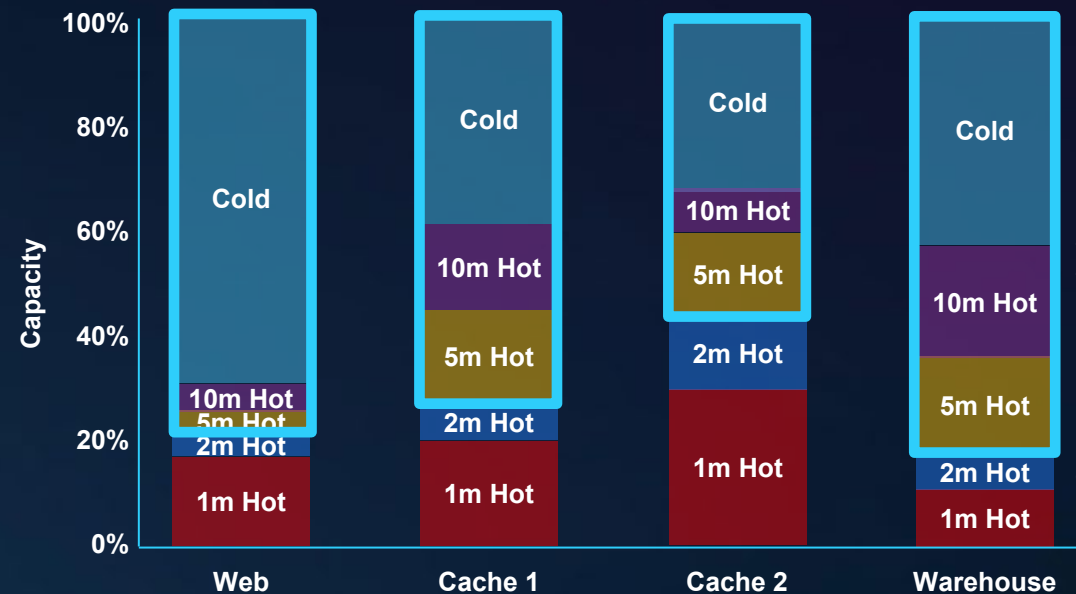 100%
80%
60%
40%
20%
0%
Capacity
Cold
10m Hot
5m Hot
2m Hot
1m Hot
Web
Cold
10m Hot
5m Hot
2m Hot
1m Hot
Cache 1
Cold
10m Hot
5m Hot
2m Hot
1m Hot
Cache 2
Cold
10m Hot
5m Hot
2m Hot
1m Hot
Warehouse